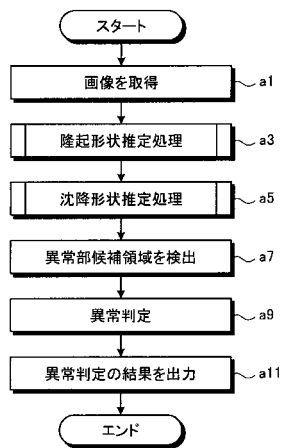 スタート
画像を取得 a1
隆起形状推定処理 a3
沈降形状推定処理 a5
異常部候補領域を検出 a7
異常判定 a9
異常判定の結果を出力 a11
エンド